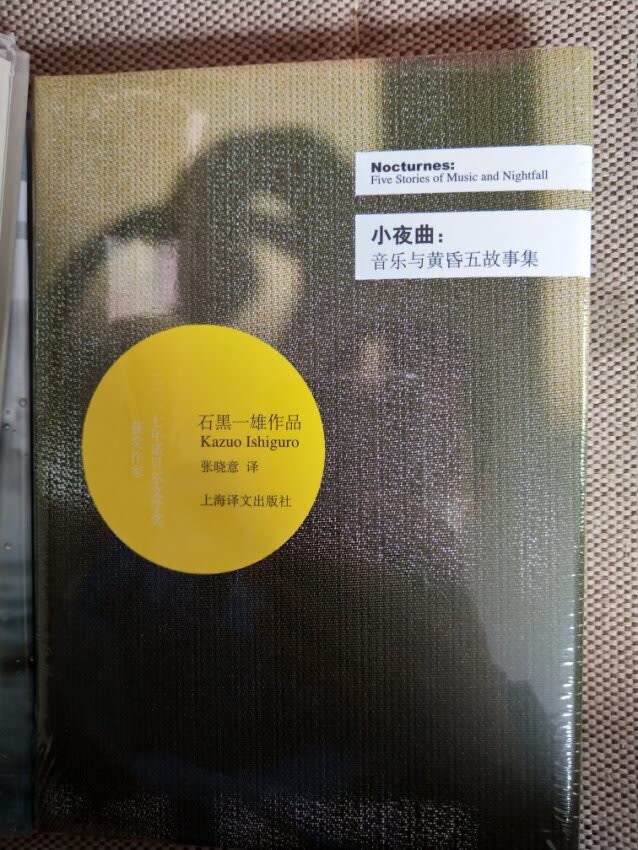 Nocturnes:
Five Stories of Music and Nightfall
小夜曲：
音乐与黄昏五故事集
石黑一雄作品
Kazuo Ishiguro
张晓意 译
上海译文出版社